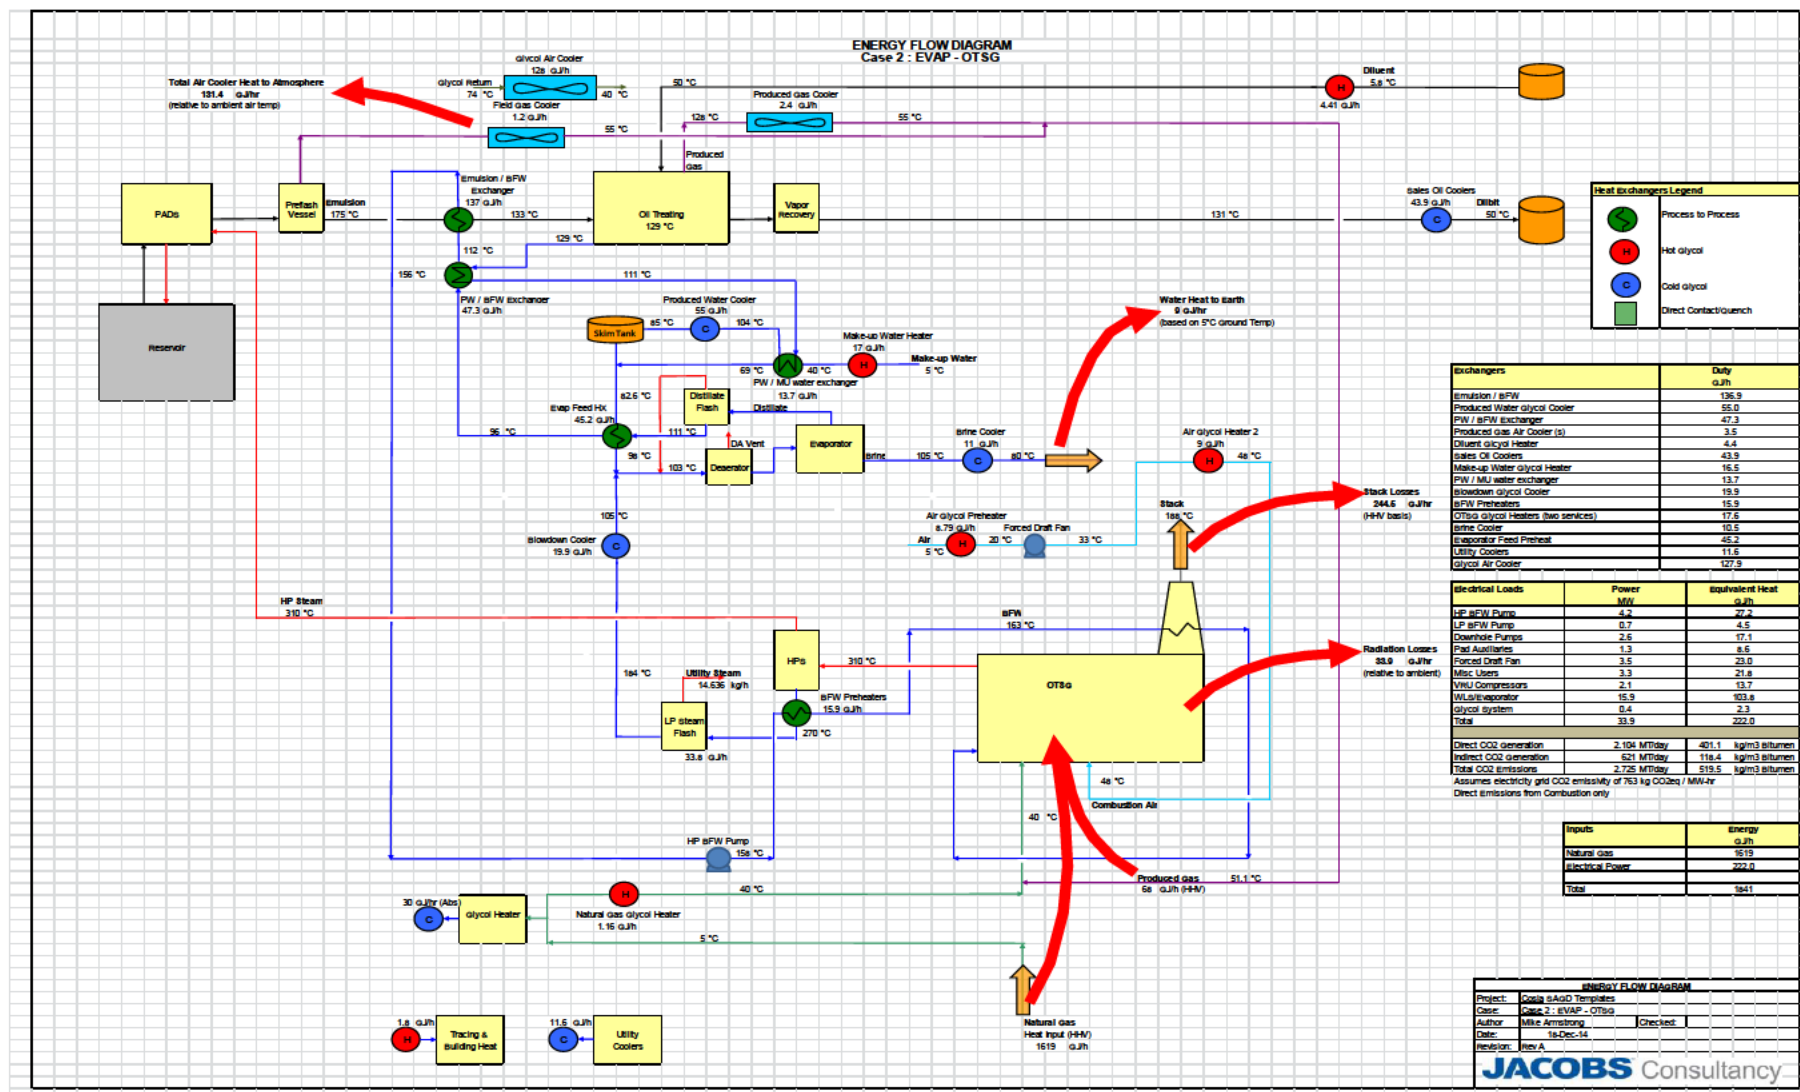 ENERGY FLOW DIAGRAM
Case 2 : EVAP - OTSG
Glycol Air Cooler
128 GJ/h
Total Air Cooler Heat to Atmosphere
131.4 GJ/hr
(relative to ambient air temp)
Glycol Return
74 °C
40 °C
Field Gas Cooler
1.2 GJ/h
55 °C
50 °C
Produced Gas Cooler
2.4 GJ/h
128 °C
55 °C
Diluent
5.8 °C
H
4.41 GJ/h
Produced
Gas
PADs
Preflash
Vessel
Emulsion
175 °C
Emulsion / BFW
Exchanger
137 GJ/h
133 °C
Oil Treating
129 °C
Vapor
Recovery
131 °C
Sales Oil Coolers
43.9 GJ/h
C
Dilbit
50 °C
Heat Exchangers Legend
Process to Process
H
Hot Glycol
C
Cold Glycol
Direct Contact/Quench
112 °C
129 °C
156 °C
111 °C
PW / BFW Exchanger
47.3 GJ/h
Reservoir
Produced Water Cooler
55 GJ/h
Skim Tank
85 °C
C
104 °C
Water Heat to Earth
9 GJ/hr
(based on 5°C Ground Temp)
Make-up Water Heater
17 GJ/h
H
Make-up Water
5 °C
69 °C
40 °C
PW / MU water exchanger
13.7 GJ/h
82.6 °C
Distillate
Flash
Distillate
Evap Feed HX
45.2 GJ/h
96 °C
111 °C
98 °C
DA Vent
103 °C
Deaerator
Evaporator
Brine
105 °C
Brine Cooler
11 GJ/h
C
80 °C
Air Glycol Heater 2
9 GJ/h
H
48 °C
Exchangers Duty
GJ/h
Emulsion / BFW 136.9
Produced Water Glycol Cooler 55.0
PW / BFW Exchanger 47.3
Produced Gas Air Cooler (s) 3.5
Diluent Glycyol Heater 4.4
Sales Oil Coolers 43.9
Make-up Water Glycol Heater 16.5
PW / MU water exchanger 13.7
Blowdown Glycol Cooler 19.9
BFW Preheaters 15.9
OTSG Glycol Heaters (two services) 17.6
Brine Cooler 10.5
Evaporator Feed Preheat 45.2
Utility Coolers 11.6
Glycol Air Cooler 127.9
Stack Losses
244.6 GJ/hr
(HHV basis)
Stack
188 °C
105 °C
Blowdown Cooler
19.9 GJ/h
C
Air Glycol Preheater
8.79 GJ/h
Air
5 °C
H
20 °C
Forced Draft Fan
33 °C
Electrical Loads Power Equivalent Heat
MW GJ/h
HP BFW Pump 4.2 27.2
LP BFW Pump 0.7 4.5
Downhole Pumps 2.6 17.1
Pad Auxiliaries 1.3 8.6
Forced Draft Fan 3.5 23.0
Misc Users 3.3 21.8
VRU Compressors 2.1 13.7
WLS/Evaporator 15.9 103.8
Glycol System 0.4 2.3
Total 33.9 222.0
Direct CO2 Generation 2,104 MT/day 401.1 kg/m3 Bitumen
Indirect CO2 Generation 621 MT/day 118.4 kg/m3 Bitumen
Total CO2 Emissions 2,725 MT/day 519.5 kg/m3 Bitumen
Assumes electricity grid CO2 emissivity of 763 kg CO2eq / MW-hr
Direct Emissions from Combustion only
HP Steam
310 °C
BFW
163 °C
HPS
310 °C
OTSG
Radiation Losses
33.9 GJ/hr
(relative to ambient)
184 °C
Utility Steam
14,636 kg/h
LP Steam
Flash
33.8 GJ/h
BFW Preheaters
15.9 GJ/h
270 °C
48 °C
Combustion Air
40 °C
HP BFW Pump
158 °C
Inputs Energy
GJ/h
Natural Gas 1619
Electrical Power 222.0
Total 1841
Produced Gas
68 GJ/h (HHV)
51.1 °C
30 GJ/hr (Abs)
C
Glycol Heater
H
40 °C
Natural Gas Glycol Heater
1.16 GJ/h
5 °C
1.8 GJ/h
H
Tracing &
Building Heat
11.6 GJ/h
C
Utility
Coolers
Natural Gas
Heat Input (HHV)
1619 GJ/h
ENERGY FLOW DIAGRAM
Project: Cosia SAGD Templates
Case: Case 2 : EVAP - OTSG
Author Mike Armstrong Checked:
Date: 18-Dec-14
Revision: Rev A
JACOBS Consultancy